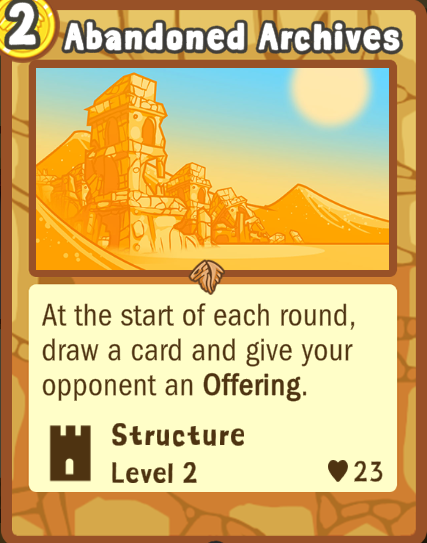 2
Abandoned Archives
At the start of each round,
draw a card and give your
opponent an Offering.
Structure
Level 2
23